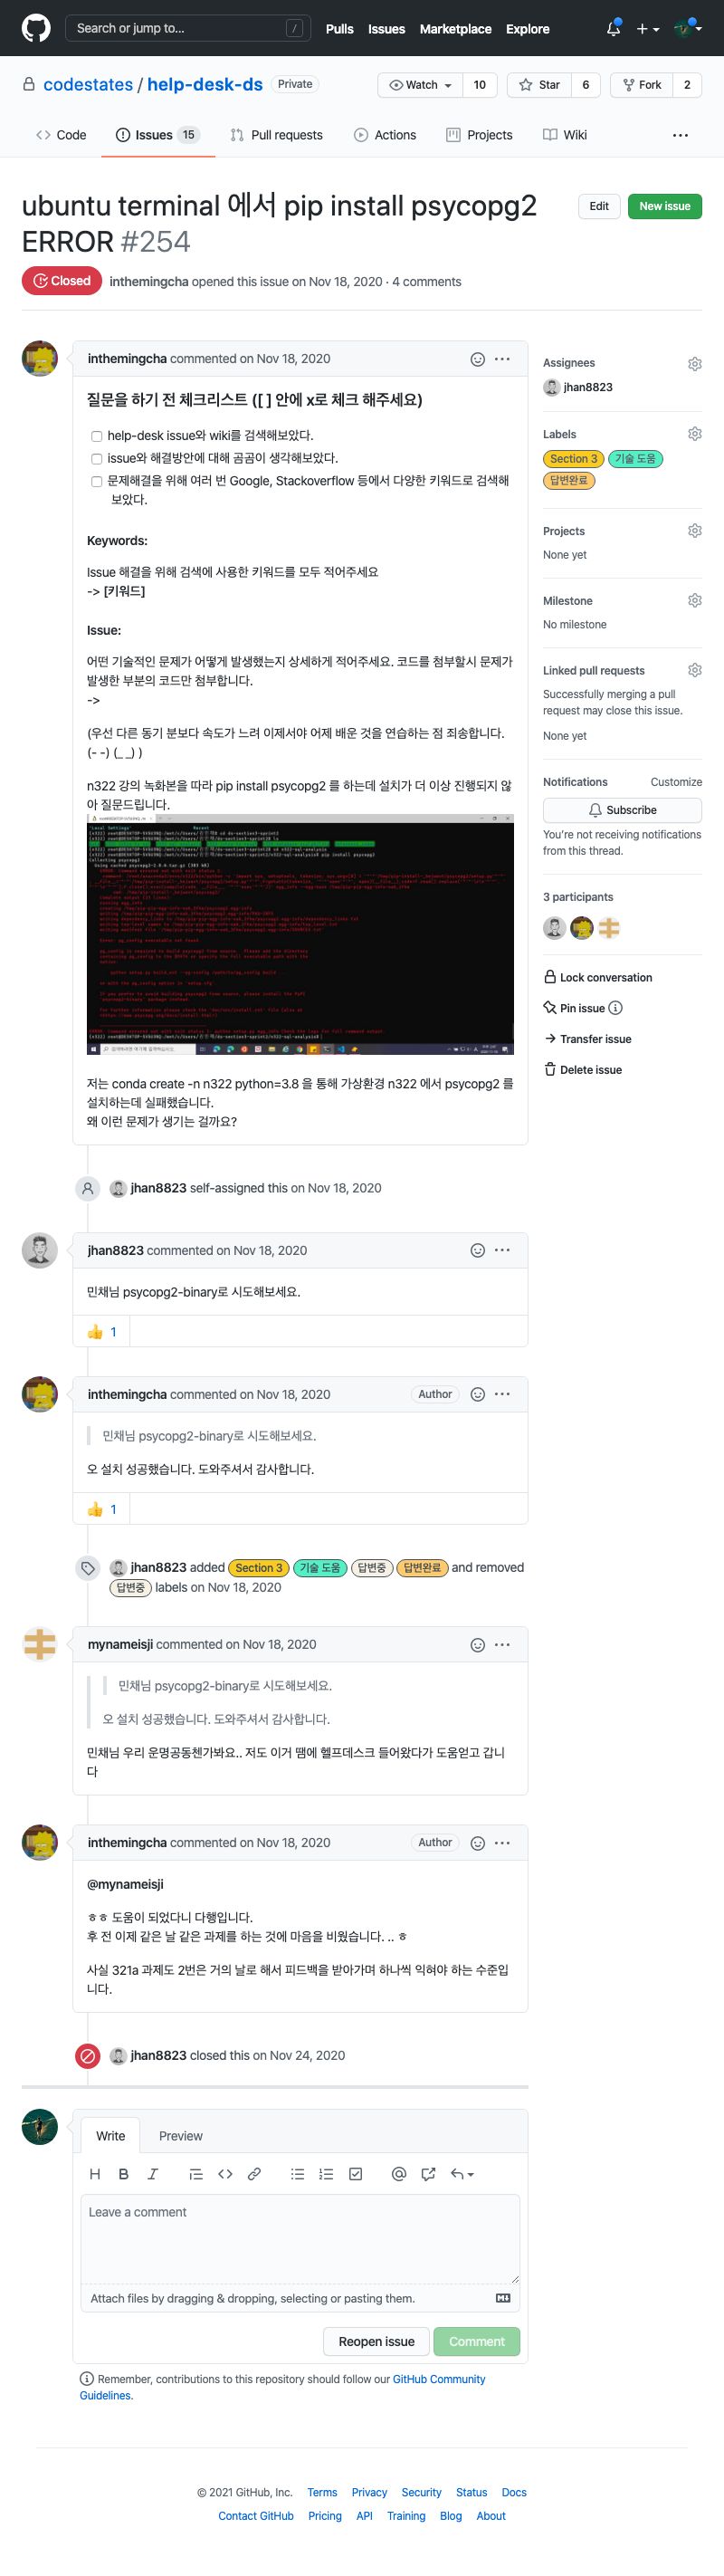 Search or jump to...
/
Pulls Issues Marketplace Explore
codestates / help-desk-ds Private
Watch 10 Star 6 Fork 2
Code Issues 15 Pull requests Actions Projects Wiki
ubuntu terminal 에서 pip install psycopg2
ERROR #254
Edit New issue
Closed inthemingcha opened this issue on Nov 18, 2020 · 4 comments
inthemingcha commented on Nov 18, 2020
질문을 하기 전 체크리스트 ([ ] 안에 x로 체크 해주세요)
help-desk issue와 wiki를 검색해보았다.
issue와 해결방안에 대해 곰곰이 생각해보았다.
문제해결을 위해 여러 번 Google, Stackoverflow 등에서 다양한 키워드로 검색해
보았다.
Keywords:
Issue 해결을 위해 검색에 사용한 키워드를 모두 적어주세요
-> [키워드]
Issue:
어떤 기술적인 문제가 어떻게 발생했는지 상세하게 적어주세요. 코드를 첨부할시 문제가
발생한 부분의 코드만 첨부합니다.
->
(우선 다른 동기 분보다 속도가 느려 이제서야 어제 배운 것을 연습하는 점 죄송합니다.
(- -) (_ _) )
n322 강의 녹화본을 따라 pip install psycopg2 를 하는데 설치가 더 이상 진행되지 않
아 질문드립니다.
저는 conda create -n n322 python=3.8 을 통해 가상환경 n322 에서 psycopg2 를
설치하는데 실패했습니다.
왜 이런 문제가 생기는 걸까요?
Assignees
jhan8823
Labels
Section 3 기술 도움
답변완료
Projects
None yet
Milestone
No milestone
Linked pull requests
Successfully merging a pull
request may close this issue.
None yet
Notifications Customize
Subscribe
You're not receiving notifications
from this thread.
3 participants
Lock conversation
Pin issue
Transfer issue
Delete issue
jhan8823 self-assigned this on Nov 18, 2020
jhan8823 commented on Nov 18, 2020
민채님 psycopg2-binary로 시도해보세요.
👍 1
inthemingcha commented on Nov 18, 2020 Author
민채님 psycopg2-binary로 시도해보세요.
오 설치 성공했습니다. 도와주셔서 감사합니다.
👍 1
jhan8823 added Section 3 기술 도움 답변중 답변완료 and removed
답변중 labels on Nov 18, 2020
mynameisji commented on Nov 18, 2020
민채님 psycopg2-binary로 시도해보세요.
오 설치 성공했습니다. 도와주셔서 감사합니다.
민채님 우리 운명공동첸가봐요.. 저도 이거 땜에 헬프데스크 들어왔다가 도움얻고 갑니
다
inthemingcha commented on Nov 18, 2020 Author
@mynameisji
ㅎㅎ 도움이 되었다니 다행입니다.
후 전 이제 같은 날 같은 과제를 하는 것에 마음을 비웠습니다. .. ㅎ
사실 321a 과제도 2번은 거의 날로 해서 피드백을 받아가며 하나씩 익혀야 하는 수준입
니다.
jhan8823 closed this on Nov 24, 2020
Write Preview
Leave a comment
Attach files by dragging & dropping, selecting or pasting them.
Reopen issue Comment
Remember, contributions to this repository should follow our GitHub Community
Guidelines.
© 2021 GitHub, Inc. Terms Privacy Security Status Docs
Contact GitHub Pricing API Training Blog About